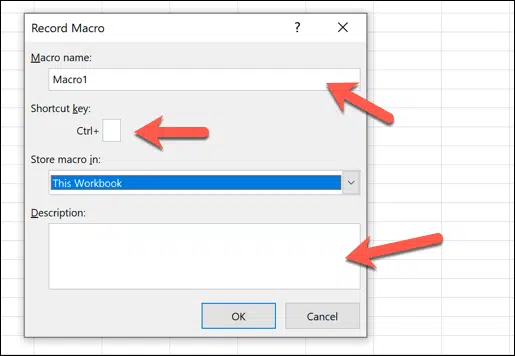 Record Macro
?
Macro name:
Macro1
Shortcut key:
Ctrl+
Store macro in:
This Workbook
Description:
OK
Cancel